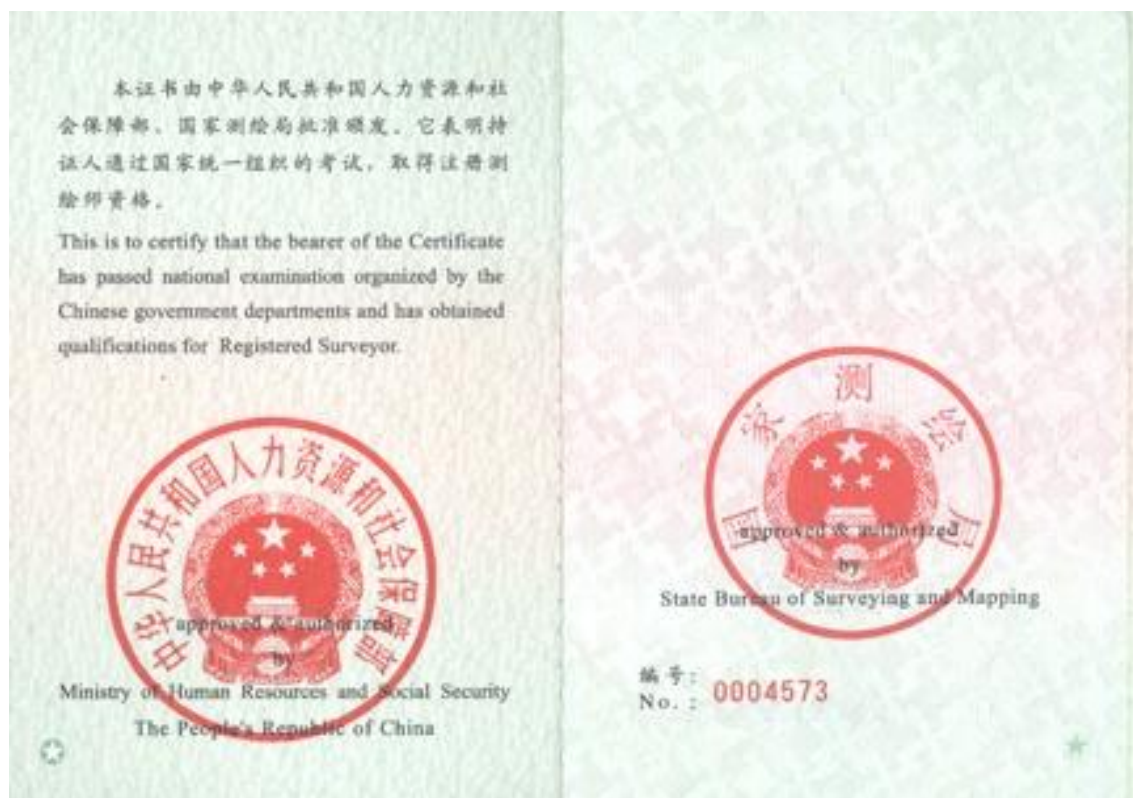 本证书由中华人民共和国人力资源和社
会保障部、国家测绘局批准颁发。它表明持
证人通过国家统一组织的考试，取得注册测
绘师资格。
This is to certify that the bearer of the Certificate
has passed national examination organized by the
Chinese government departments and has obtained
qualifications for Registered Surveyor.
中华人民共和国人力资源和社会保障部
approved & authorized
by
Ministry of Human Resources and Social Security
The People's Republic of China
国家测绘局
approved & authorized
by
State Bureau of Surveying and Mapping
编号:
No. : 0004573